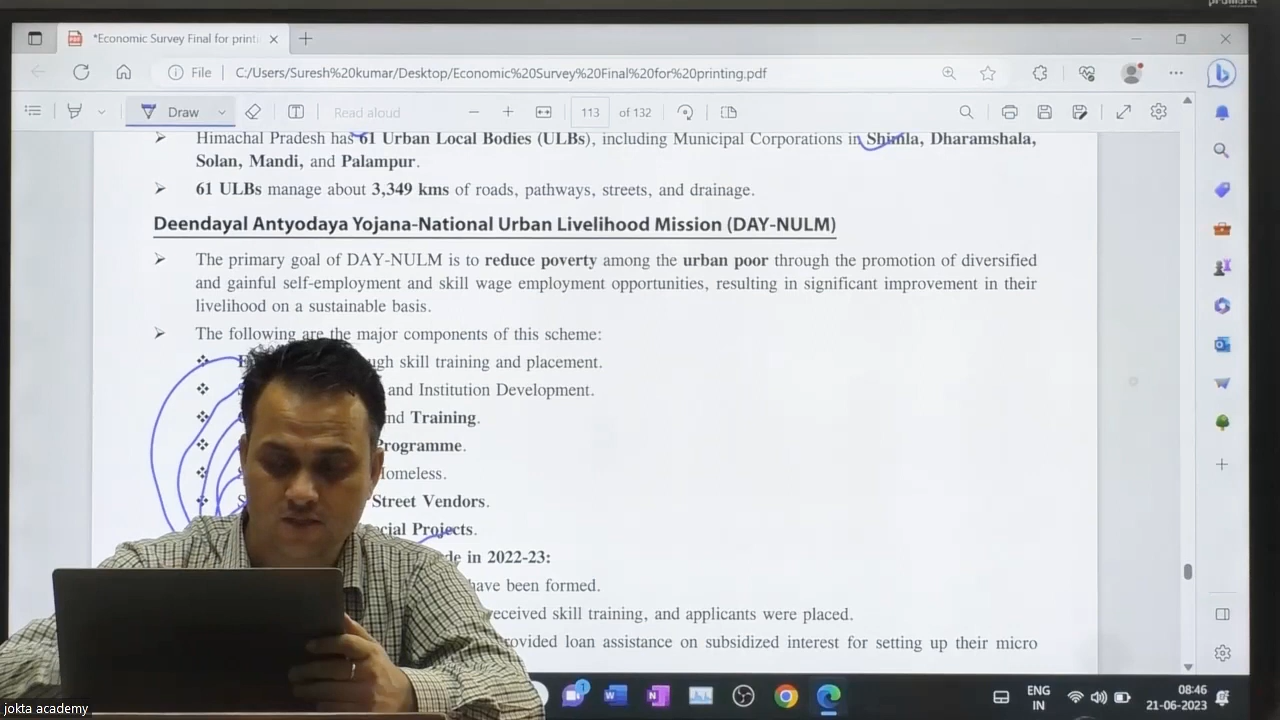 *Economic Survey Final for printi
File
C:/Users/Suresh%20kumar/Desktop/Economic%20Survey%20Final%20for%20printing.pdf
Draw
Read aloud
113 of 132
Himachal Pradesh has 61 Urban Local Bodies (ULBs), including Municipal Corporations in Shimla, Dharamshala,
Solan, Mandi, and Palampur.
61 ULBs manage about 3,349 kms of roads, pathways, streets, and drainage.
Deendayal Antyodaya Yojana-National Urban Livelihood Mission (DAY-NULM)
The primary goal of DAY-NULM is to reduce poverty among the urban poor through the promotion of diversified
and gainful self-employment and skill wage employment opportunities, resulting in significant improvement in their
livelihood on a sustainable basis.
The following are the major components of this scheme:
skill training and placement.
and Institution Development.
Training.
Programme.
Street Vendors.
Projects.
in 2022-23:
have been formed.
received skill training, and applicants were placed.
loan assistance on subsidized interest for setting up their micro
ENG
IN
08:46
21-06-2023
jokta academy